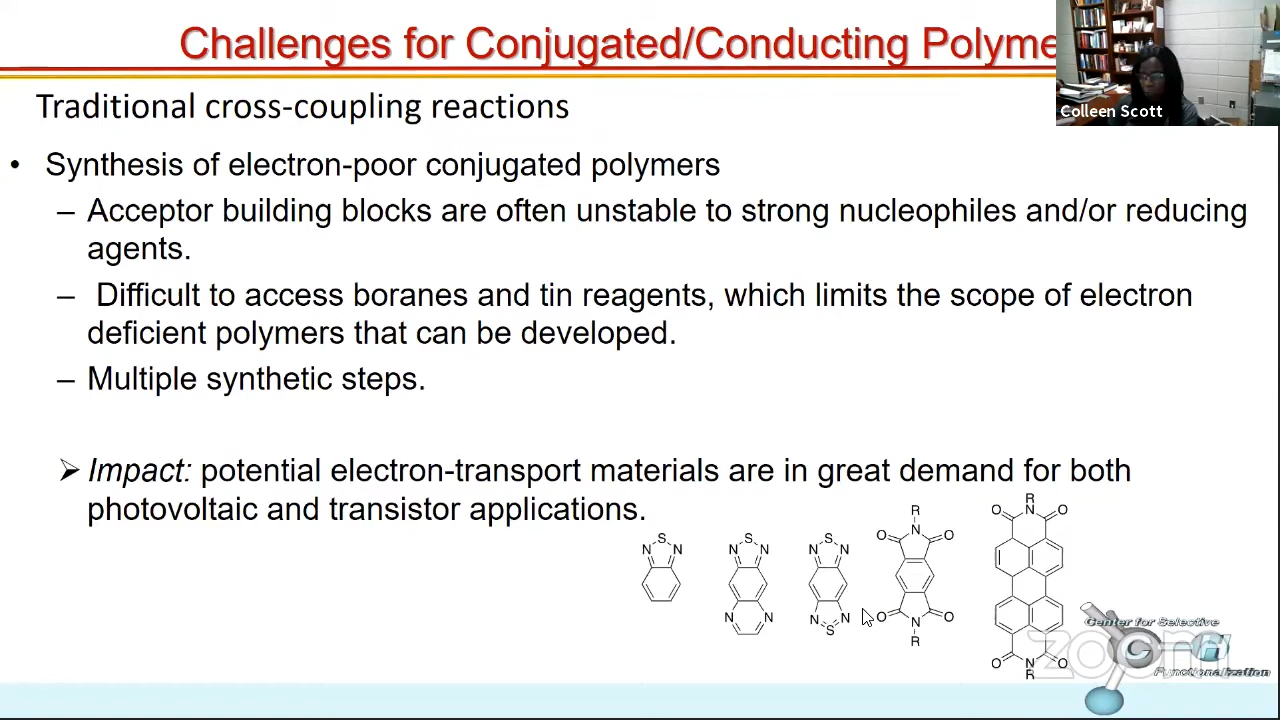 Challenges for Conjugated/Conducting Polyme
Colleen Scott
Traditional cross-coupling reactions
• Synthesis of electron-poor conjugated polymers
– Acceptor building blocks are often unstable to strong nucleophiles and/or reducing
agents.
– Difficult to access boranes and tin reagents, which limits the scope of electron
deficient polymers that can be developed.
– Multiple synthetic steps.
➢ Impact: potential electron-transport materials are in great demand for both
photovoltaic and transistor applications.
S
N N
S
N N
N N
S
N N
N N
S
R
N
O O
O O
N
R
R
O N O
O N O
R
Center for Selective
C H
Functionalization
zoom